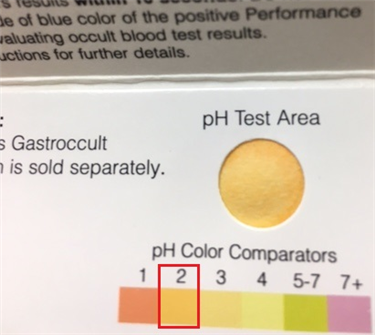 de of blue color of the positive Performance
valuating occult blood test results.
uctions for further details.
pH Test Area
s Gastroccult
n is sold separately.
pH Color Comparators
1 2 3 4 5-7 7+